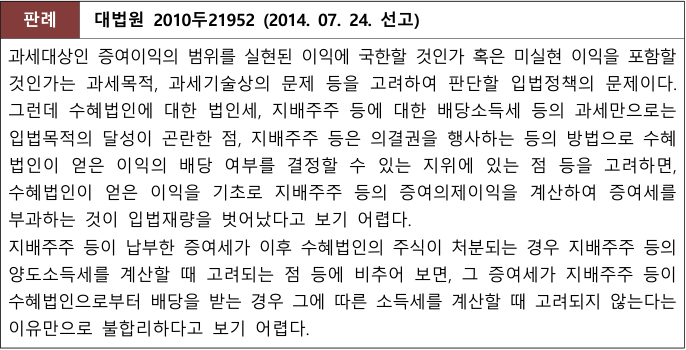 판례 대법원 2010두21952 (2014. 07. 24. 선고)
과세대상인 증여이익의 범위를 실현된 이익에 국한할 것인가 혹은 미실현 이익을 포함할
것인가는 과세목적, 과세기술상의 문제 등을 고려하여 판단할 입법정책의 문제이다.
그런데 수혜법인에 대한 법인세, 지배주주 등에 대한 배당소득세 등의 과세만으로는
입법목적의 달성이 곤란한 점, 지배주주 등은 의결권을 행사하는 등의 방법으로 수혜
법인이 얻은 이익의 배당 여부를 결정할 수 있는 지위에 있는 점 등을 고려하면,
수혜법인이 얻은 이익을 기초로 지배주주 등의 증여의제이익을 계산하여 증여세를
부과하는 것이 입법재량을 벗어났다고 보기 어렵다.
지배주주 등이 납부한 증여세가 이후 수혜법인의 주식이 처분되는 경우 지배주주 등의
양도소득세를 계산할 때 고려되는 점 등에 비추어 보면, 그 증여세가 지배주주 등이
수혜법인으로부터 배당을 받는 경우 그에 따른 소득세를 계산할 때 고려되지 않는다는
이유만으로 불합리하다고 보기 어렵다.